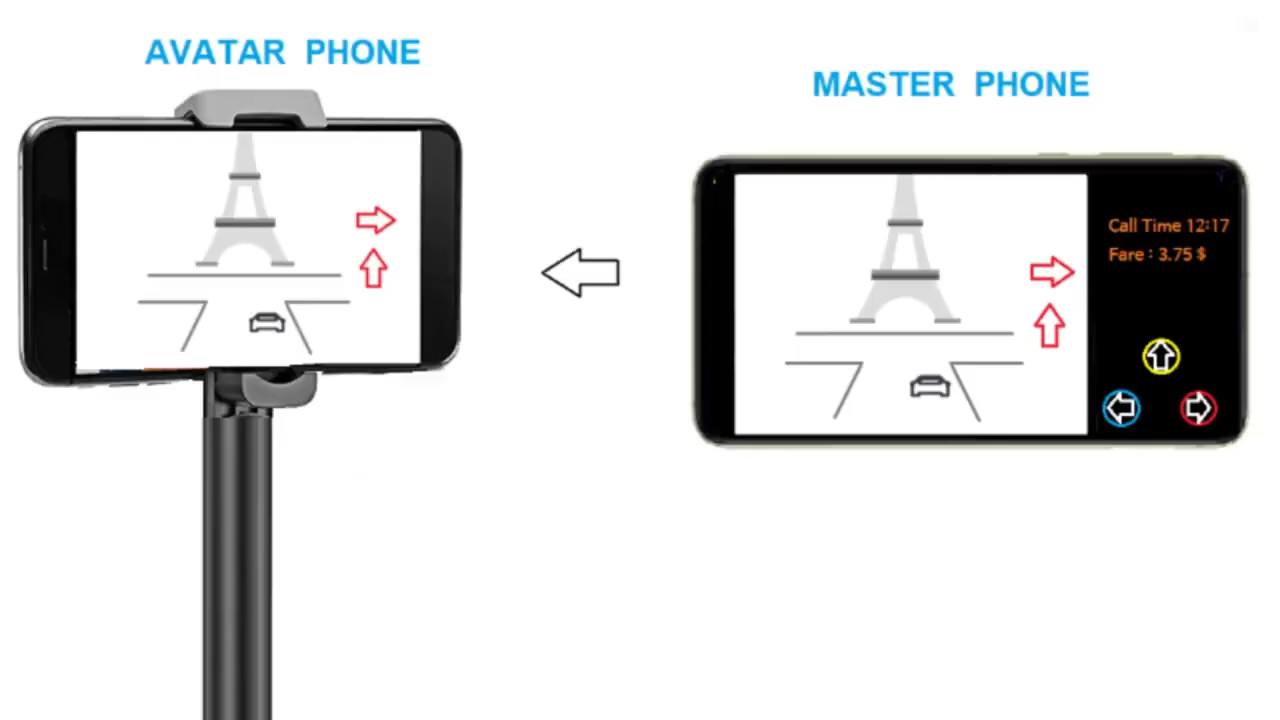 AVATAR PHONE
MASTER PHONE
Call Time 12:17
Fare : 3.75 $